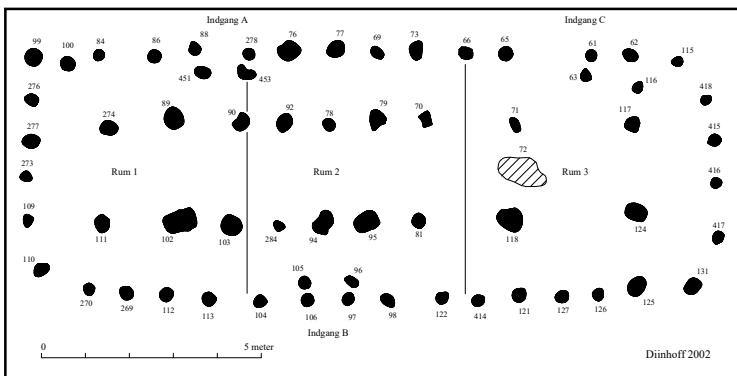 Indgang A Indgang C
99 100 84 86 88 278 76 77 69 73 66 65 61 62 115
451 453 63 116 418
276 274 89 90 92 78 79 70 71 117 415
277
72
273 Rum 1 Rum 2 Rum 3 416
109 111 102 103 284 94 95 81 118 124 417
110 105 96 131
270 269 112 113 104 106 97 98 122 414 121 127 126 125
Indgang B
0 5 meter Diinhoff 2002